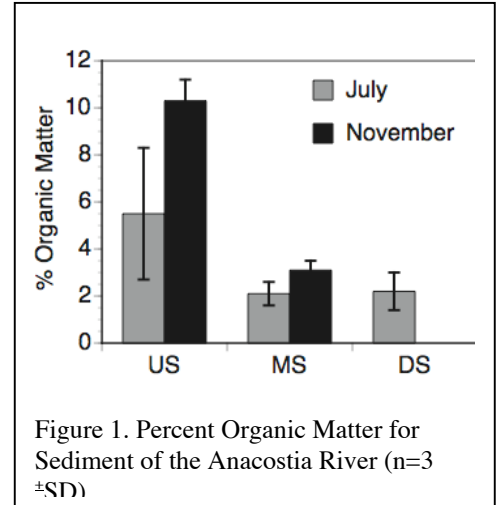 12
10
8
6
4
2
0
% Organic Matter
July
November
US MS DS
Figure 1. Percent Organic Matter for
Sediment of the Anacostia River (n=3
±SD)